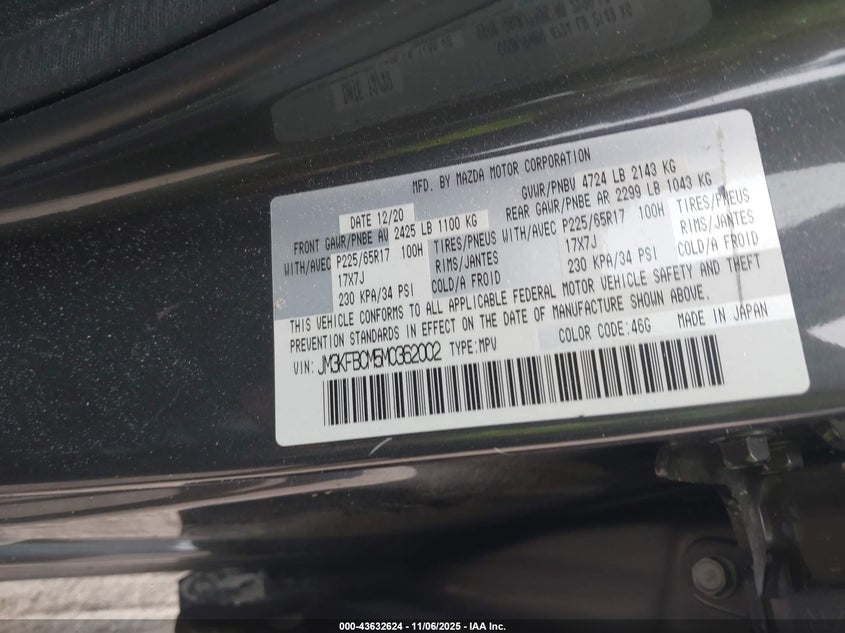 MFD. BY MAZDA MOTOR CORPORATION
DATE 12/20 GVWR/PNBV 4724 LB 2143 KG
FRONT GAWR/PNBE AV 2425 LB 1100 KG REAR GAWR/PNBE AR 2299 LB 1043 KG
WITH/AVEC P225/65R17 100H TIRES/PNEUS WITH/AVEC P225/65R17 100H TIRES/PNEUS
17X7J RIMS/JANTES 17X7J RIMS/JANTES
230 KPA/34 PSI COLD/A FROID 230 KPA/34 PSI COLD/A FROID
THIS VEHICLE CONFORMS TO ALL APPLICABLE FEDERAL MOTOR VEHICLE SAFETY AND THEFT
PREVENTION STANDARDS IN EFFECT ON THE DATE OF MANUFACTURE SHOWN ABOVE.
VIN: JM3KFBCM5M0362002 TYPE:MPV COLOR CODE:46G MADE IN JAPAN
000-43632624 - 11/06/2025 - IAA Inc.